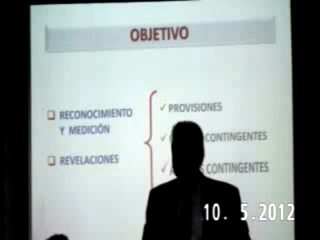 OBJETIVO
RECONOCIMIENTO
Y MEDICIÓN
REVELACIONES
PROVISIONES
CONTINGENTES
CONTINGENTES
10. 5.2012